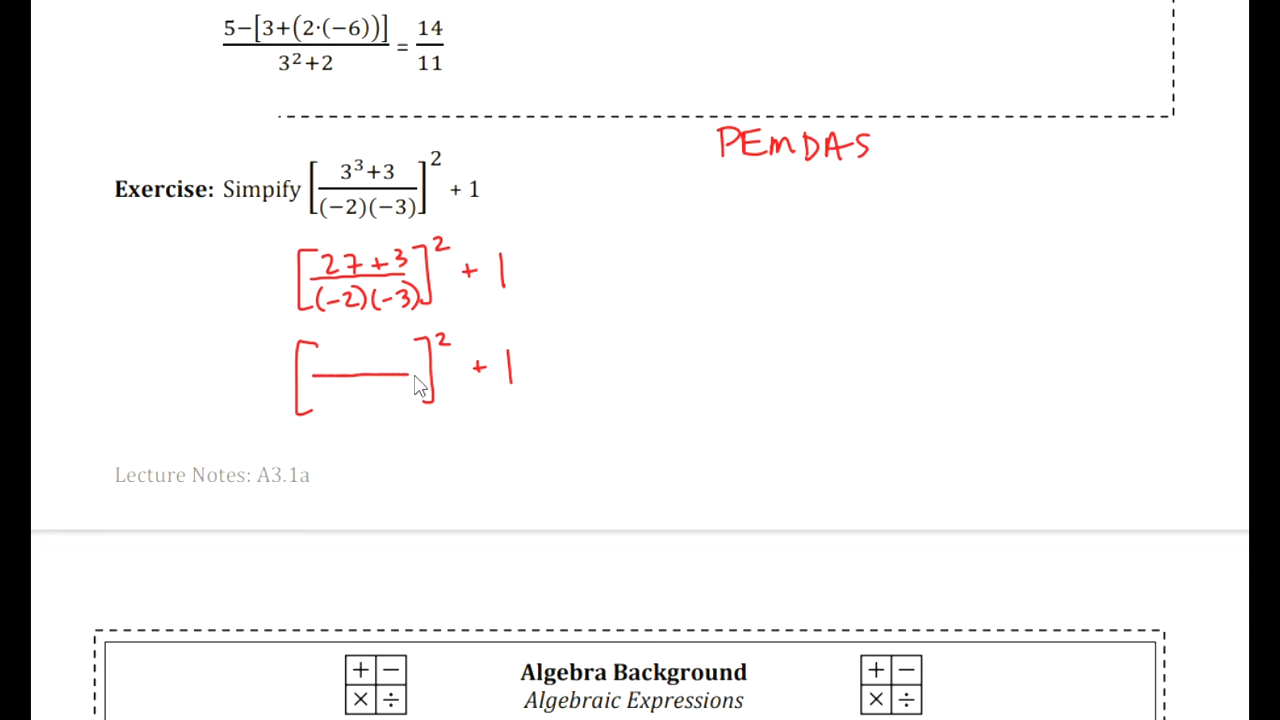 5−[3+(2·(−6))] / 3²+2 = 14/11
PEMDAS
Exercise: Simpify [3³+3 / (−2)(−3)]² + 1
[27+3 / (-2)(-3)]² + 1
[ ]² + 1
Lecture Notes: A3.1a
+ − Algebra Background + −
× ÷ Algebraic Expressions × ÷